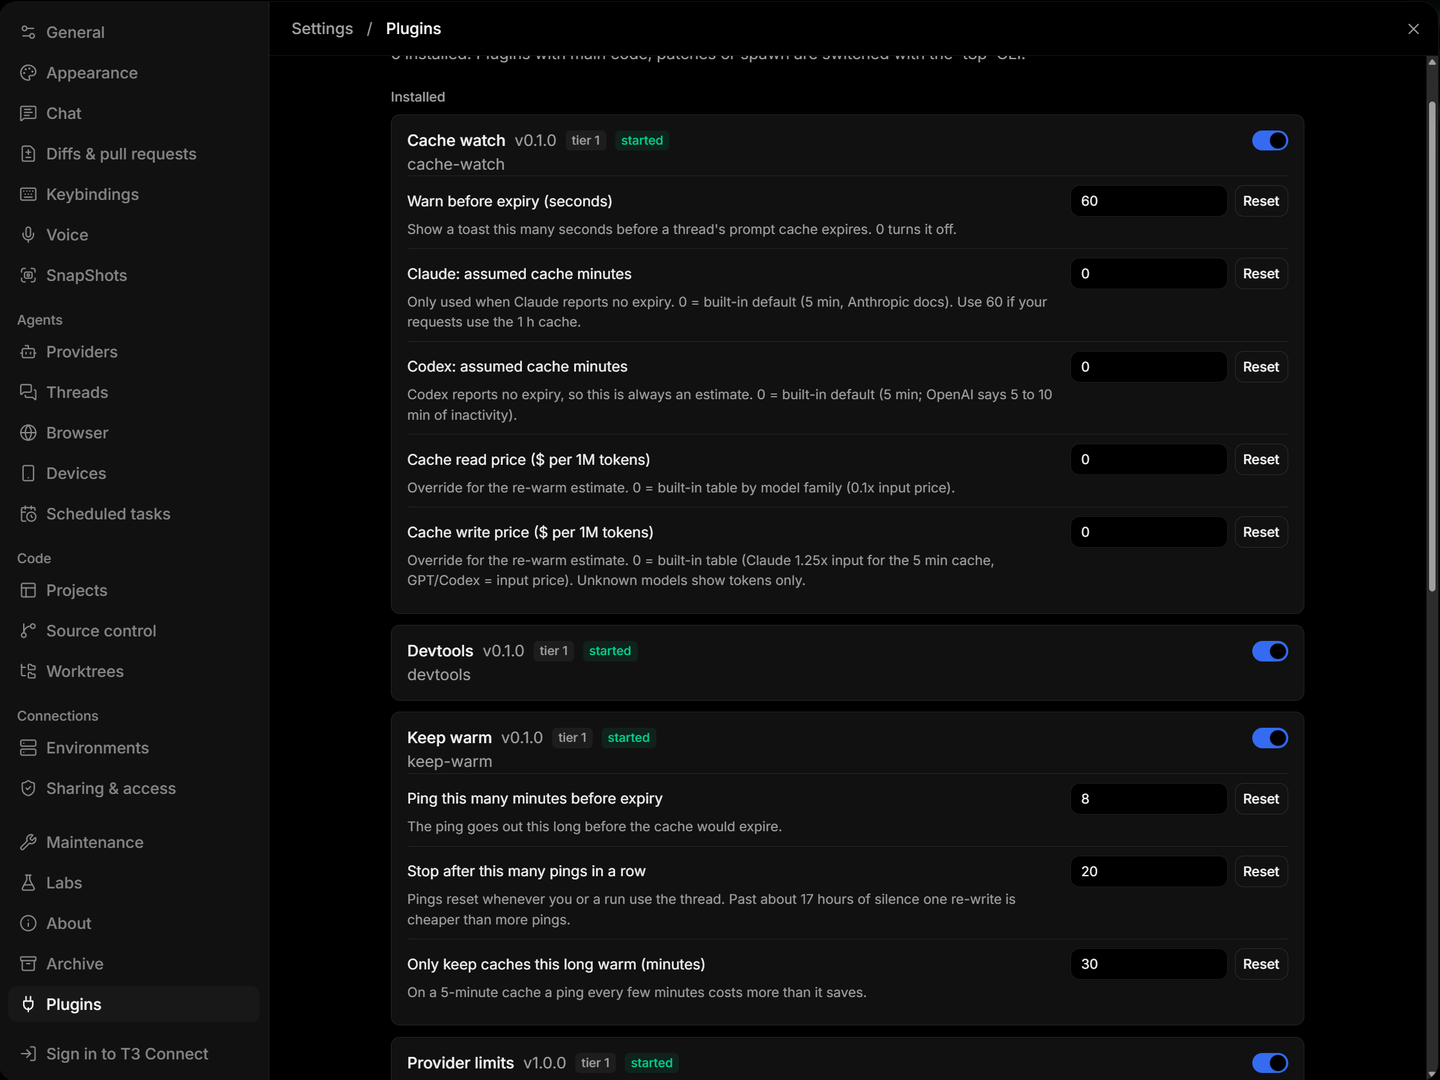 General
Appearance
Chat
Diffs & pull requests
Keybindings
Voice
SnapShots
Agents
Providers
Threads
Browser
Devices
Scheduled tasks
Code
Projects
Source control
Worktrees
Connections
Environments
Sharing & access
Maintenance
Labs
About
Archive
Plugins
Sign in to T3 Connect
Settings / Plugins
installed. Plugins with main code, patches or spawn are switched with the CLI.
Installed
Cache watch v0.1.0 tier 1 started
cache-watch
Warn before expiry (seconds) 60 Reset
Show a toast this many seconds before a thread's prompt cache expires. 0 turns it off.
Claude: assumed cache minutes 0 Reset
Only used when Claude reports no expiry. 0 = built-in default (5 min, Anthropic docs). Use 60 if your
requests use the 1 h cache.
Codex: assumed cache minutes 0 Reset
Codex reports no expiry, so this is always an estimate. 0 = built-in default (5 min; OpenAI says 5 to 10
min of inactivity).
Cache read price ($ per 1M tokens) 0 Reset
Override for the re-warm estimate. 0 = built-in table by model family (0.1x input price).
Cache write price ($ per 1M tokens) 0 Reset
Override for the re-warm estimate. 0 = built-in table (Claude 1.25x input for the 5 min cache,
GPT/Codex = input price). Unknown models show tokens only.
Devtools v0.1.0 tier 1 started
devtools
Keep warm v0.1.0 tier 1 started
keep-warm
Ping this many minutes before expiry 8 Reset
The ping goes out this long before the cache would expire.
Stop after this many pings in a row 20 Reset
Pings reset whenever you or a run use the thread. Past about 17 hours of silence one re-write is
cheaper than more pings.
Only keep caches this long warm (minutes) 30 Reset
On a 5-minute cache a ping every few minutes costs more than it saves.
Provider limits v1.0.0 tier 1 started